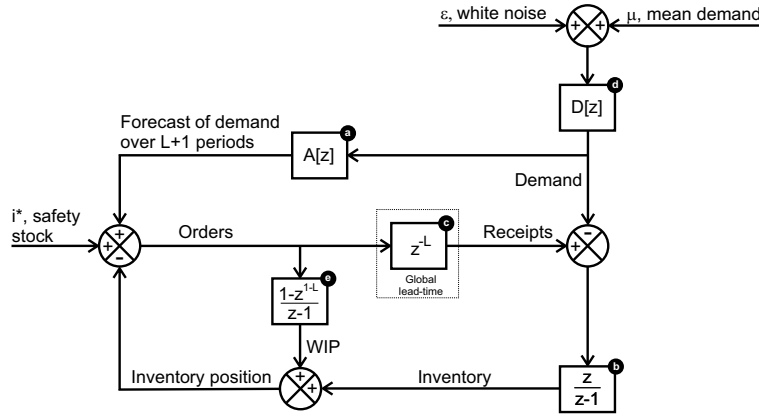 ε, white noise
μ, mean demand
+
+
d
D[z]
Forecast of demand
over L+1 periods
a
A[z]
Demand
i*, safety
stock
+
+
-
Orders
c
z-L
Receipts
-
+
Global
lead-time
e
1-z1-L
z-1
WIP
b
z
z-1
Inventory position
+
+
Inventory